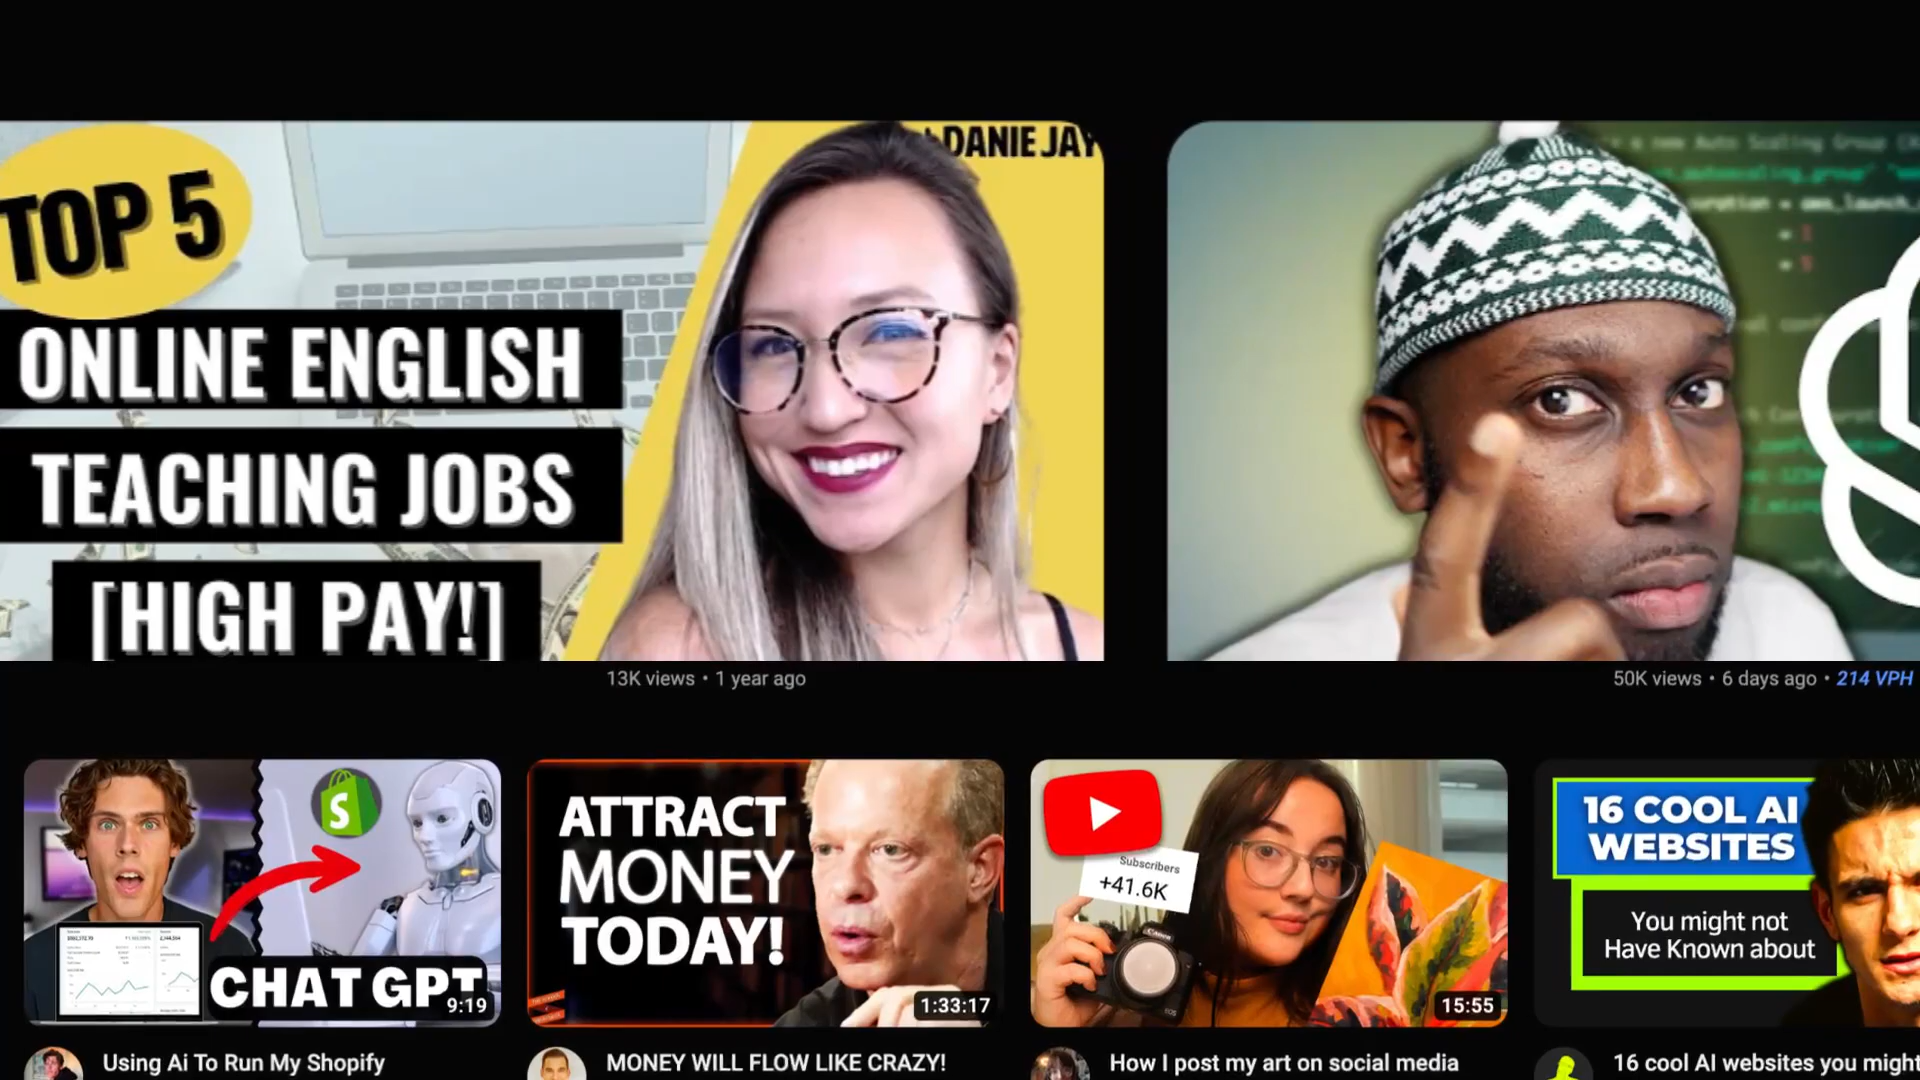 DANIE JAY
TOP 5
ONLINE ENGLISH
TEACHING JOBS
[HIGH PAY!]
13K views • 1 year ago
50K views • 6 days ago • 214 VPH
CHAT GPT
9:19
ATTRACT
MONEY
TODAY!
1:33:17
Subscribers
+41.6K
Canon
EOS
15:55
16 COOL AI
WEBSITES
You might not
Have Known about
Using Ai To Run My Shopify
MONEY WILL FLOW LIKE CRAZY!
How I post my art on social media
16 cool AI websites you might